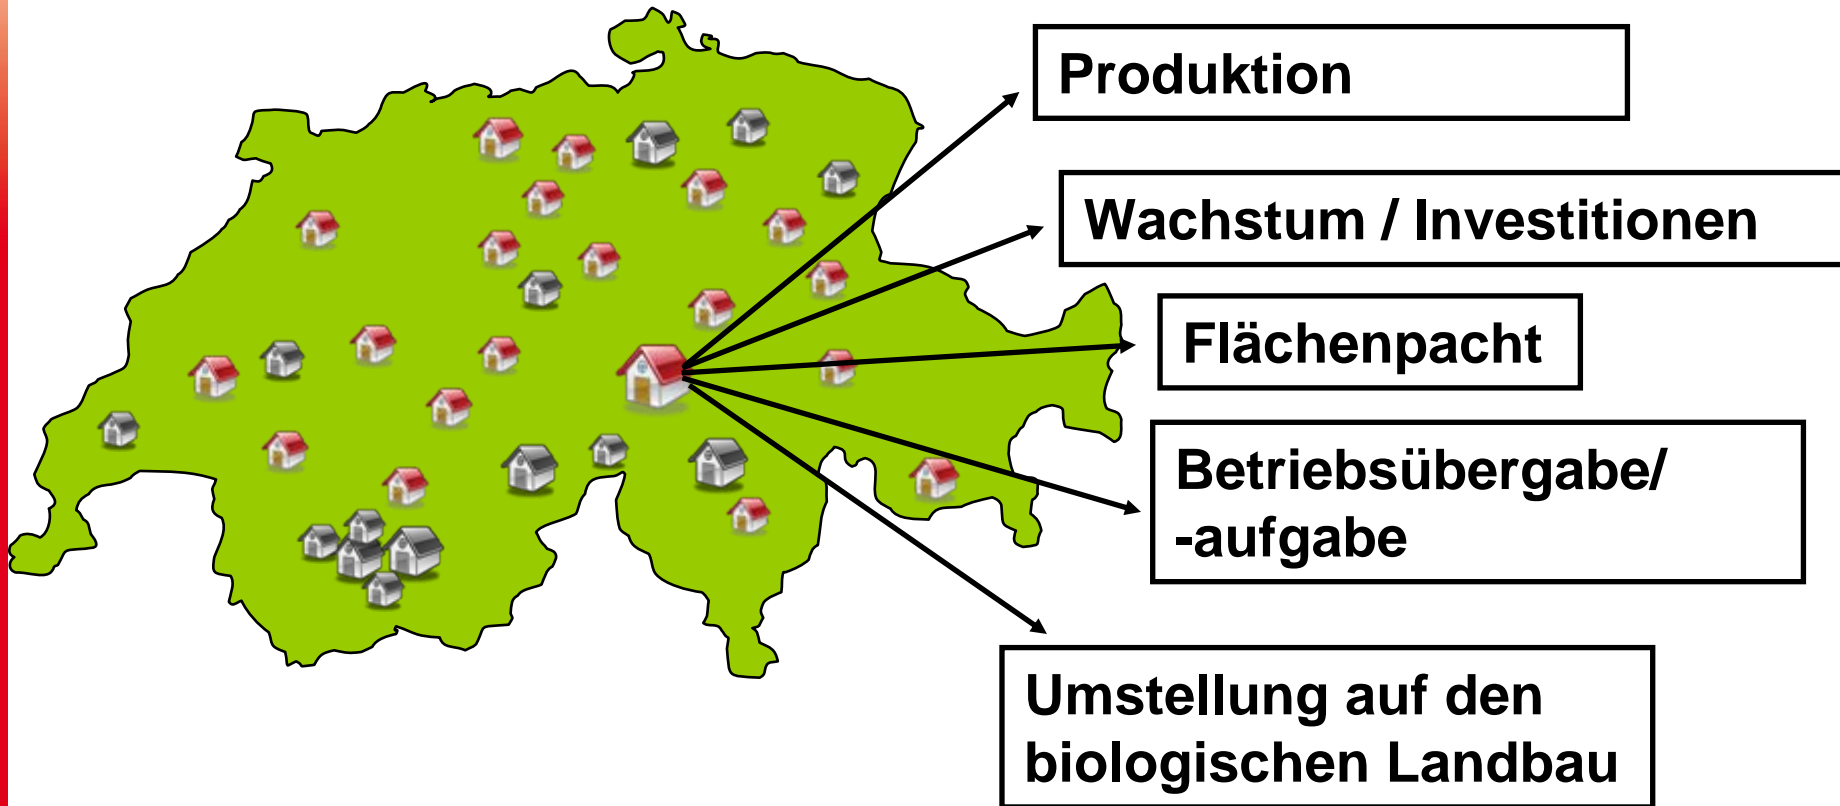 Produktion
Wachstum / Investitionen
Flächenpacht
Betriebsübergabe/
-aufgabe
Umstellung auf den
biologischen Landbau